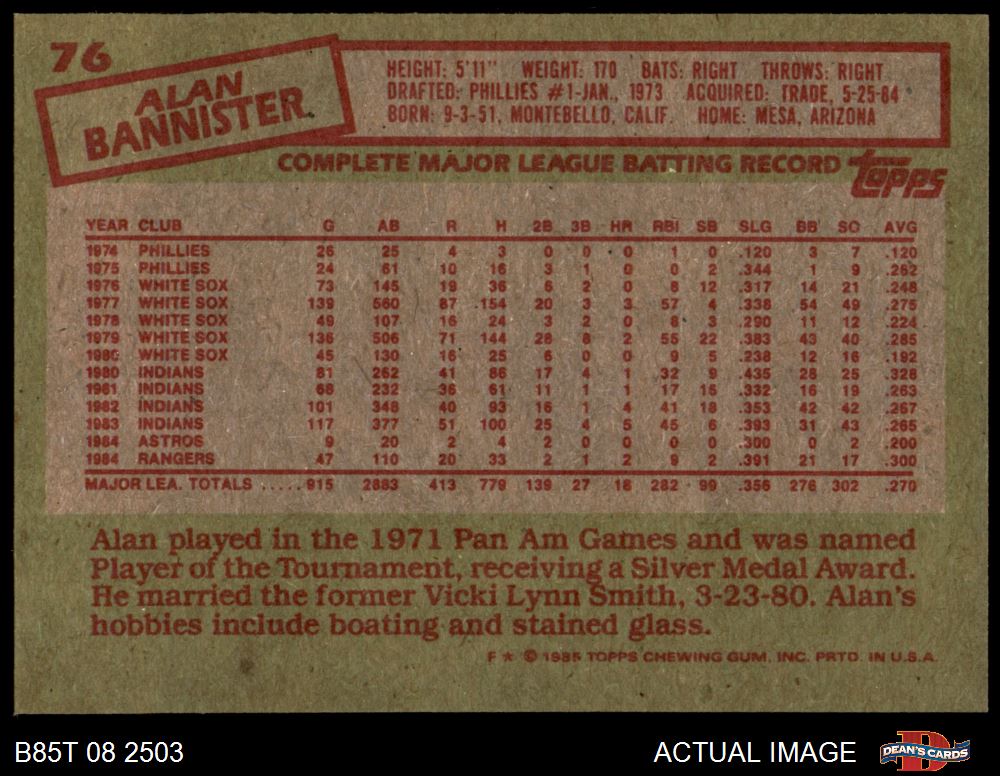 76
ALAN
BANNISTER
HEIGHT: 5'11" WEIGHT: 170 BATS: RIGHT THROWS: RIGHT
DRAFTED: PHILLIES #1-JAN., 1973 ACQUIRED: TRADE, 5-25-84
BORN: 9-3-51, MONTEBELLO, CALIF. HOME: MESA, ARIZONA
COMPLETE MAJOR LEAGUE BATTING RECORD topps
YEAR CLUB G AB R H 2B 3B HR RBI SB SLG BB SO AVG
1974 PHILLIES 26 25 4 3 0 0 0 1 0 .120 3 7 .120
1975 PHILLIES 24 61 10 16 3 1 0 0 2 .344 1 9 .262
1976 WHITE SOX 73 145 19 36 6 2 0 8 12 .317 14 21 .248
1977 WHITE SOX 139 560 87 154 20 3 3 57 4 .338 54 49 .275
1978 WHITE SOX 49 107 16 24 3 2 0 8 3 .290 11 12 .224
1979 WHITE SOX 136 506 71 144 28 8 2 55 22 .383 43 40 .285
1980 WHITE SOX 45 130 16 25 6 0 0 9 5 .238 12 16 .192
1980 INDIANS 81 262 41 86 17 4 1 32 9 .435 28 25 .328
1981 INDIANS 68 232 36 61 11 1 1 17 16 .332 16 19 .263
1982 INDIANS 101 348 40 93 16 1 4 41 18 .353 42 42 .267
1983 INDIANS 117 377 51 100 25 4 5 45 6 .393 31 43 .265
1984 ASTROS 9 20 2 4 2 0 0 0 0 .300 0 2 .200
1984 RANGERS 47 110 20 33 2 1 2 9 2 .391 21 17 .300
MAJOR LEA. TOTALS .....915 2883 413 779 139 27 18 282 99 .356 276 302 .270
Alan played in the 1971 Pan Am Games and was named
Player of the Tournament, receiving a Silver Medal Award.
He married the former Vicki Lynn Smith, 3-23-80. Alan's
hobbies include boating and stained glass.
F * © 1985 TOPPS CHEWING GUM, INC. PRTD. IN U.S.A.
B85T 08 2503 ACTUAL IMAGE DEAN'S CARDS